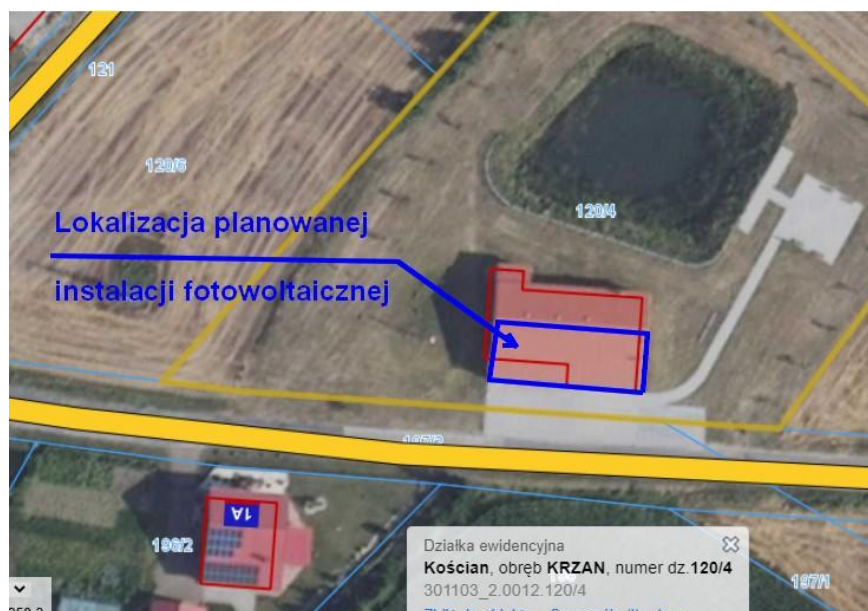 121
120/6
Lokalizacja planowanej
120/4
instalacji fotowoltaicznej
1A
196/2
Działka ewidencyjna
Kościan, obręb KRZAN, numer dz.120/4
301103_2.0012.120/4
197/1